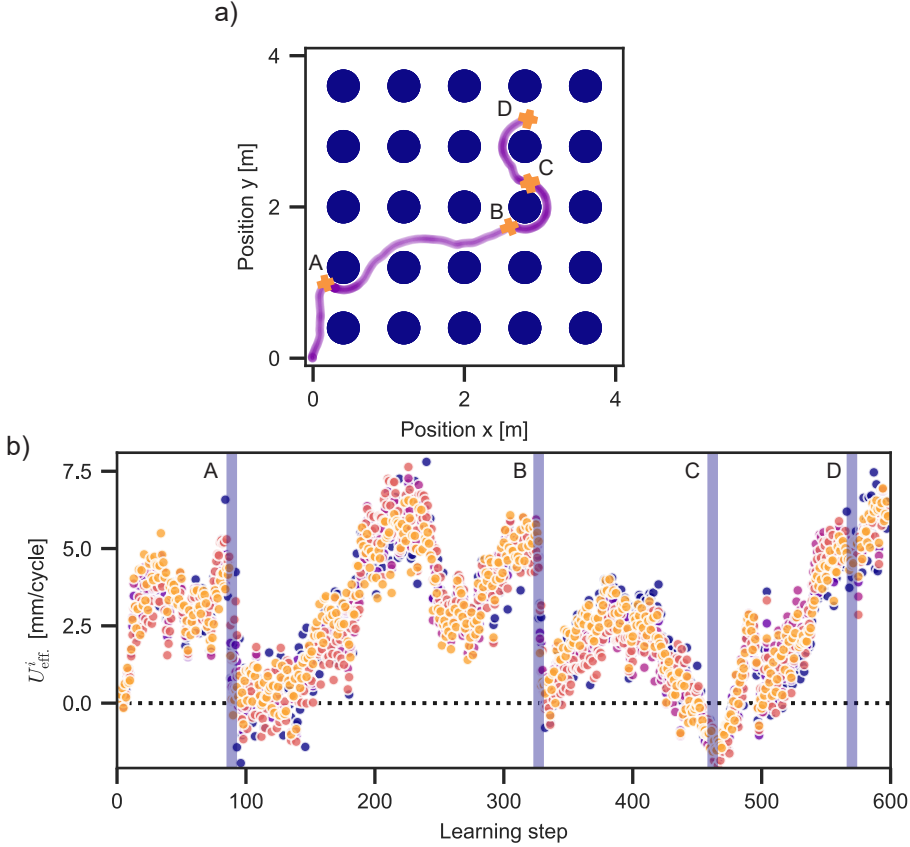 a)
4
2
0
Position y [m]
A
B
C
D
0 2 4
Position x [m]
b)
7.5
5.0
2.5
0.0
U^i_eff. [mm/cycle]
A B C D
0 100 200 300 400 500 600
Learning step